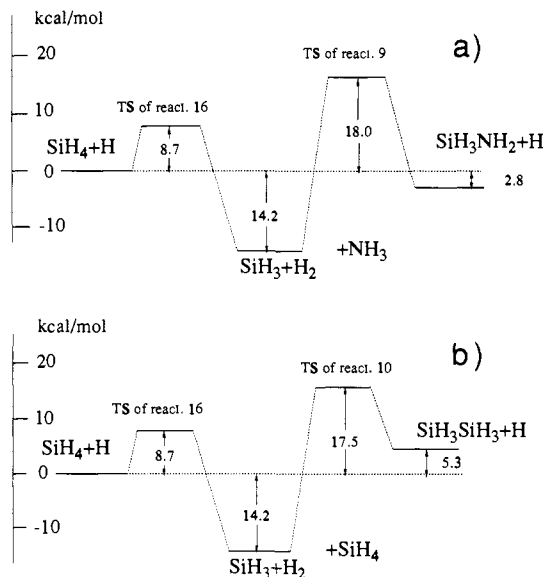 kcal/mol
a)
TS of react. 9
20
TS of react. 16
10
SiH₄+H
8.7
18.0
SiH₃NH₂+H
0
2.8
14.2
-10
SiH₃+H₂
+NH₃
kcal/mol
b)
20
TS of react. 10
TS of react. 16
10
SiH₄+H
8.7
17.5
SiH₃SiH₃+H
5.3
0
14.2
-10
SiH₃+H₂
+SiH₄